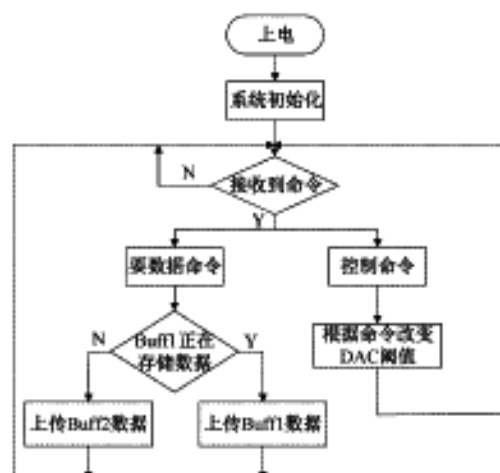 上电
系统初始化
接收到命令
N
Y
要数据命令
控制命令
Buff1正在
存储数据
N
Y
根据命令改变
DAC阈值
上传Buff2数据
上传Buff1数据